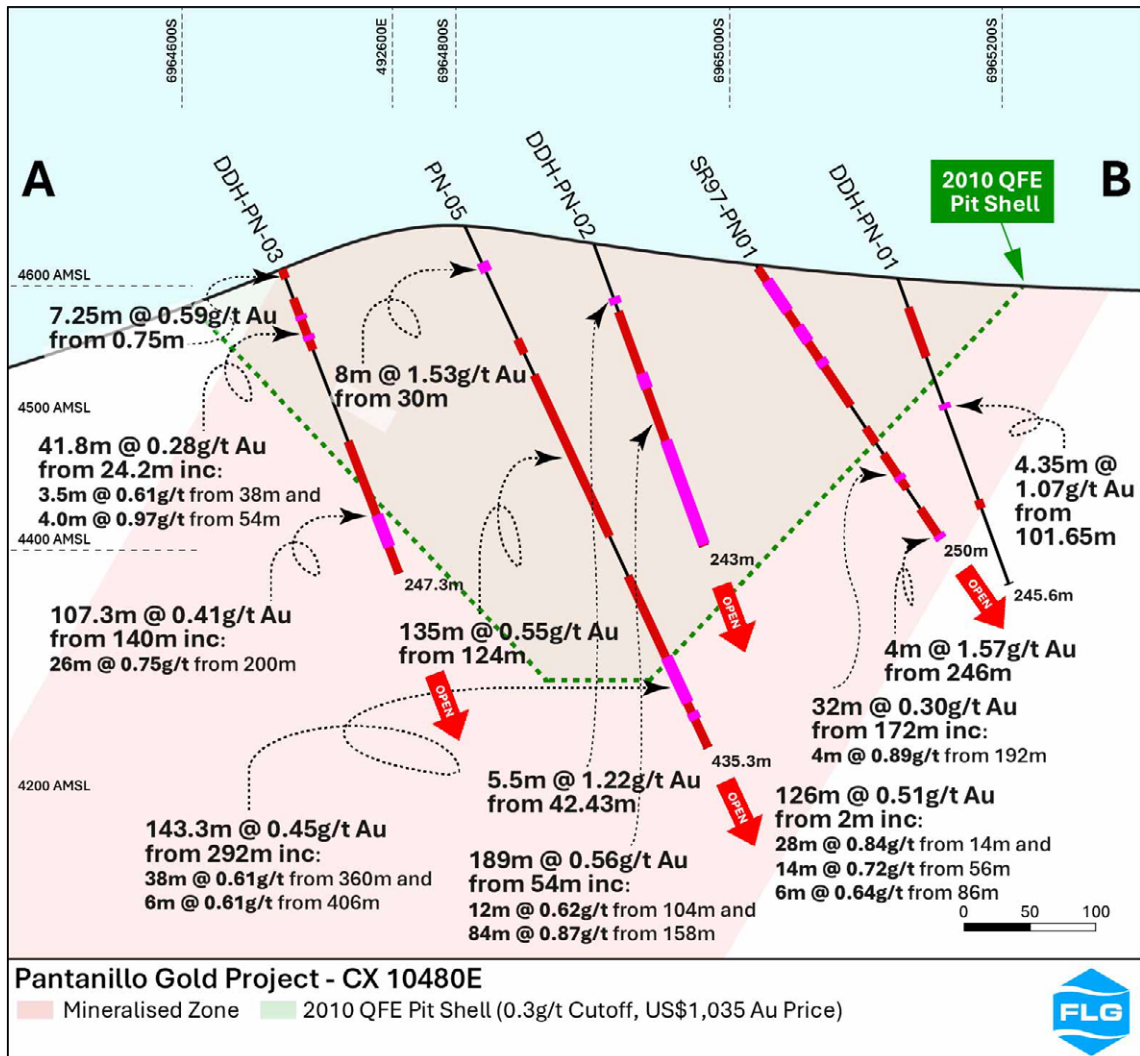 6964600S
492600E
6964800S
6965000S
6965200S
A
B
DDH-PN-03
PN-05
DDH-PN-02
SR97-PN01
DDH-PN-01
2010 QFE
Pit Shell
4600 AMSL
7.25m @ 0.59g/t Au
from 0.75m
8m @ 1.53g/t Au
from 30m
4500 AMSL
41.8m @ 0.28g/t Au
from 24.2m inc:
3.5m @ 0.61g/t from 38m and
4.0m @ 0.97g/t from 54m
4.35m @
1.07g/t Au
from
101.65m
4400 AMSL
247.3m
243m
250m
245.6m
OPEN
OPEN
107.3m @ 0.41g/t Au
from 140m inc:
26m @ 0.75g/t from 200m
135m @ 0.55g/t Au
from 124m
4m @ 1.57g/t Au
from 246m
OPEN
32m @ 0.30g/t Au
from 172m inc:
4m @ 0.89g/t from 192m
435.3m
4200 AMSL
5.5m @ 1.22g/t Au
from 42.43m
OPEN
126m @ 0.51g/t Au
from 2m inc:
28m @ 0.84g/t from 14m and
14m @ 0.72g/t from 56m
6m @ 0.64g/t from 86m
143.3m @ 0.45g/t Au
from 292m inc:
38m @ 0.61g/t from 360m and
6m @ 0.61g/t from 406m
189m @ 0.56g/t Au
from 54m inc:
12m @ 0.62g/t from 104m and
84m @ 0.87g/t from 158m
0 50 100
Pantanillo Gold Project - CX 10480E
Mineralised Zone
2010 QFE Pit Shell (0.3g/t Cutoff, US$1,035 Au Price)
FLG